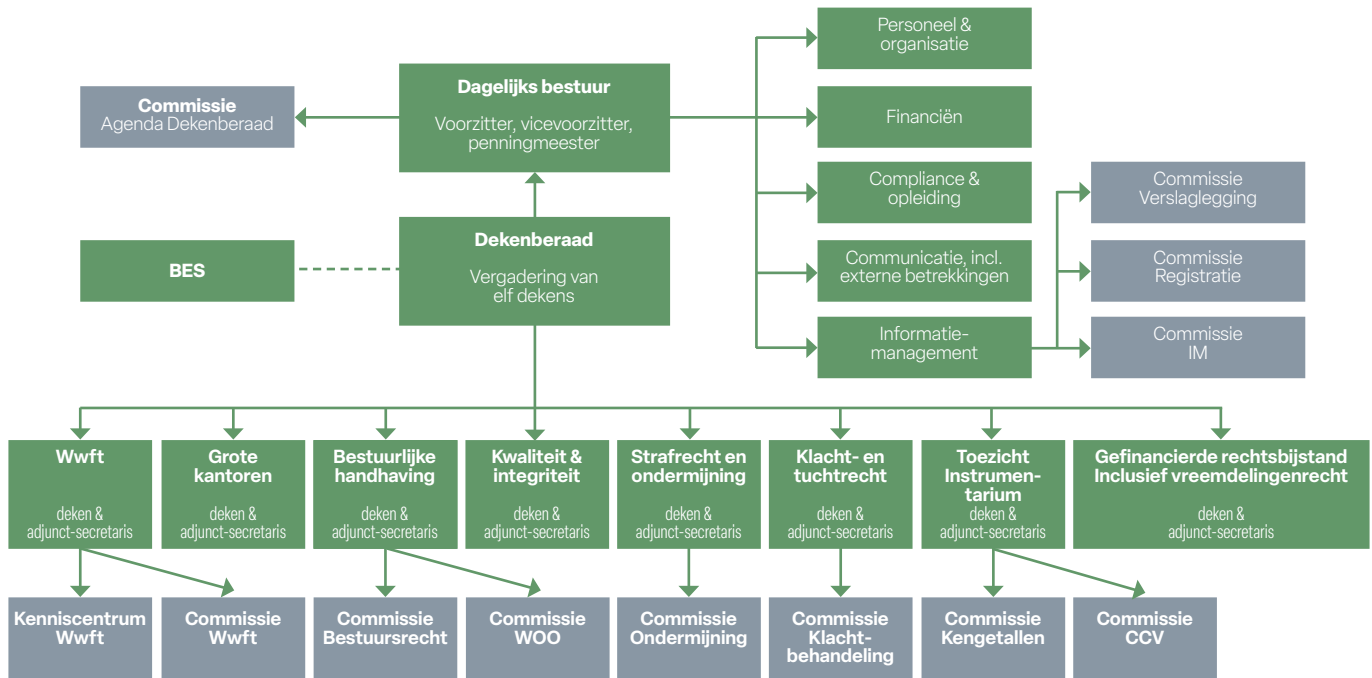 Personeel &
organisatie
Dagelijks bestuur
Voorzitter, vicevoorzitter,
penningmeester
Commissie
Agenda Dekenberaad
Financiën
Compliance &
opleiding
Commissie
Verslaglegging
Dekenberaad
Vergadering van
elf dekens
BES
Communicatie, incl.
externe betrekkingen
Commissie
Registratie
Informatie-
management
Commissie
IM
Wwft
deken &
adjunct-secretaris
Grote
kantoren
deken &
adjunct-secretaris
Bestuurlijke
handhaving
deken &
adjunct-secretaris
Kwaliteit &
integriteit
deken &
adjunct-secretaris
Strafrecht en
ondermijning
deken &
adjunct-secretaris
Klacht- en
tuchtrecht
deken &
adjunct-secretaris
Toezicht
Instrumen-
tarium
deken &
adjunct-secretaris
Gefinancierde rechtsbijstand
Inclusief vreemdelingenrecht
deken &
adjunct-secretaris
Kenniscentrum
Wwft
Commissie
Wwft
Commissie
Bestuursrecht
Commissie
WOO
Commissie
Ondermijning
Commissie
Klacht-
behandeling
Commissie
Kengetallen
Commissie
CCV